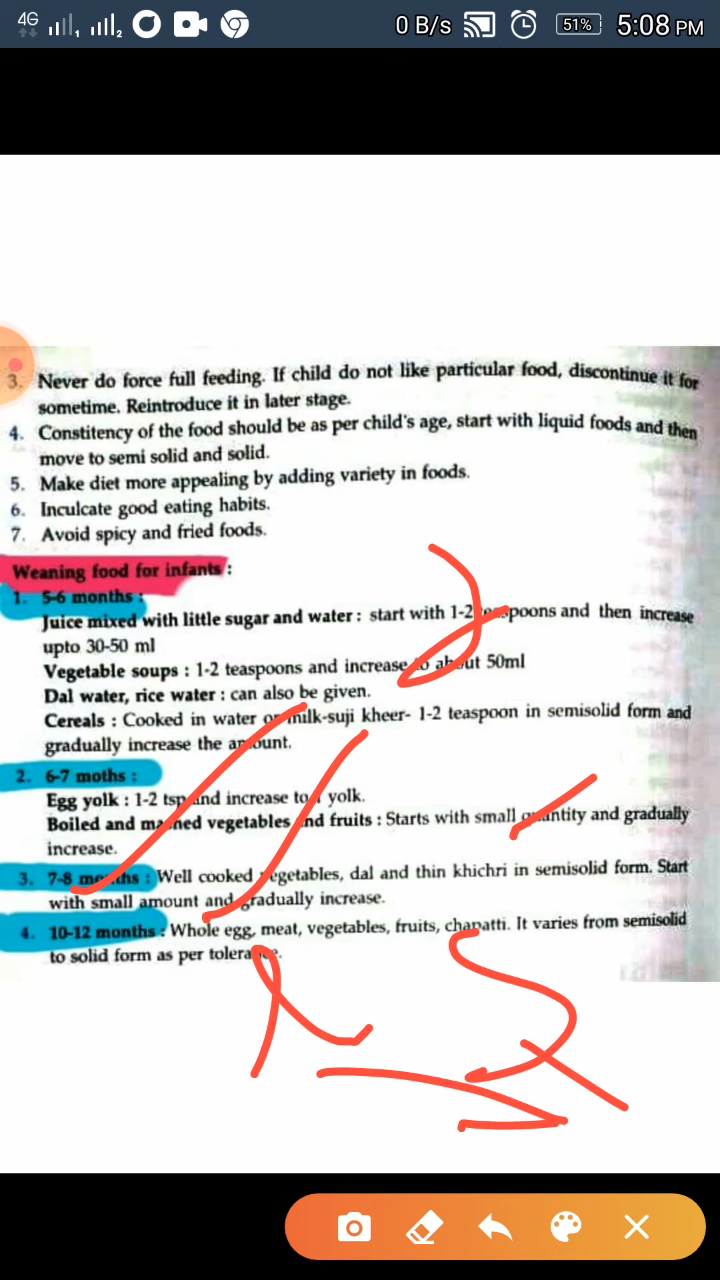 4G 1 2 0 B/s 51% 5:08 PM
3. Never do force full feeding. If child do not like particular food, discontinue it for
sometime. Reintroduce it in later stage.
4. Constitency of the food should be as per child's age, start with liquid foods and then
move to semi solid and solid.
5. Make diet more appealing by adding variety in foods.
6. Inculcate good eating habits.
7. Avoid spicy and fried foods.
Weaning food for infants :
1. 5-6 months :
Juice mixed with little sugar and water : start with 1-2 teaspoons and then increase
upto 30-50 ml
Vegetable soups : 1-2 teaspoons and increase to about 50ml
Dal water, rice water : can also be given.
Cereals : Cooked in water or milk-suji kheer- 1-2 teaspoon in semisolid form and
gradually increase the amount.
2. 6-7 moths :
Egg yolk : 1-2 tsp and increase to yolk.
Boiled and mashed vegetables and fruits : Starts with small quantity and gradually
increase.
3. 7-8 months : Well cooked vegetables, dal and thin khichri in semisolid form. Start
with small amount and gradually increase.
4. 10-12 months : Whole egg, meat, vegetables, fruits, chapatti. It varies from semisolid
to solid form as per tolerance.